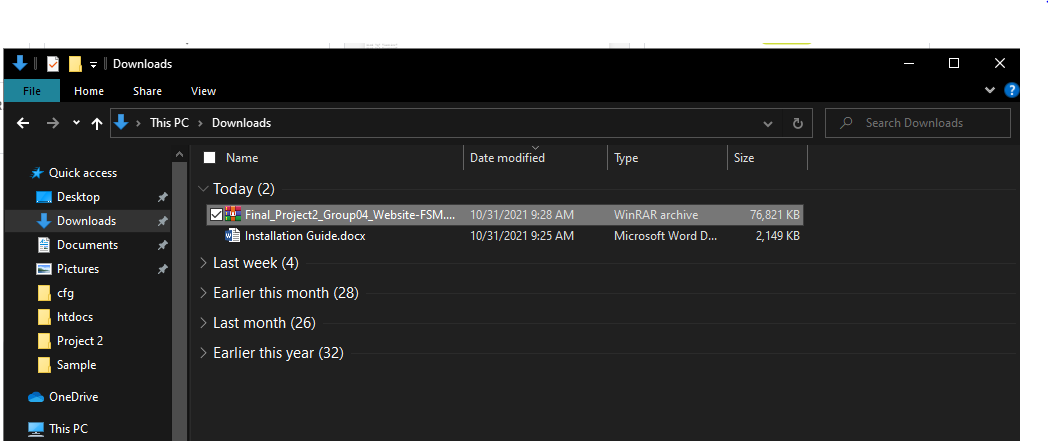 Downloads
File Home Share View
This PC Downloads
Search Downloads
Name Date modified Type Size
Quick access
Desktop
Downloads
Documents
Pictures
cfg
htdocs
Project 2
Sample
OneDrive
This PC
Today (2)
Final_Project2_Group04_Website-FSM.... 10/31/2021 9:28 AM WinRAR archive 76,821 KB
Installation Guide.docx 10/31/2021 9:25 AM Microsoft Word D... 2,149 KB
Last week (4)
Earlier this month (28)
Last month (26)
Earlier this year (32)